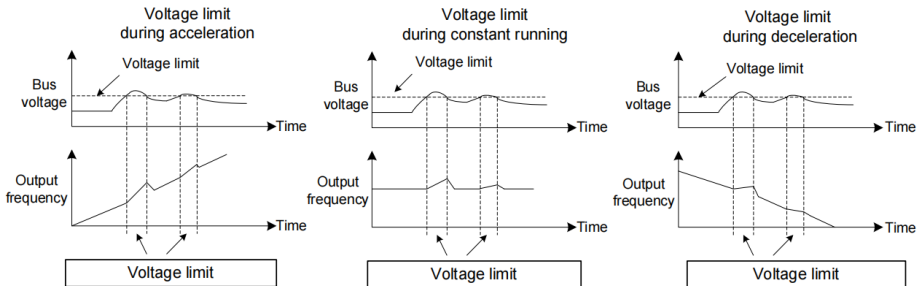 Voltage limit
during acceleration
Voltage limit
Bus
voltage
Time
Output
frequency
Time
Voltage limit
Voltage limit
during constant running
Voltage limit
Bus
voltage
Time
Output
frequency
Time
Voltage limit
Voltage limit
during deceleration
Voltage limit
Bus
voltage
Time
Output
frequency
Time
Voltage limit